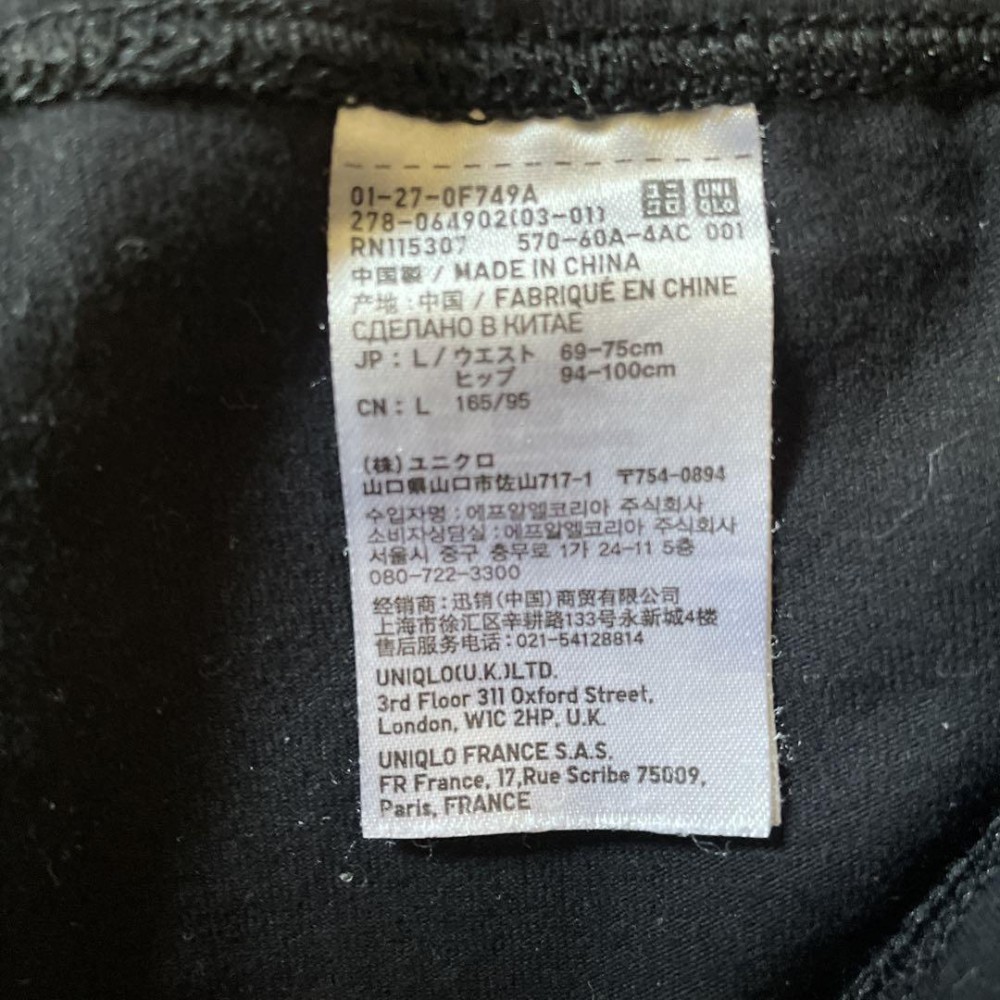 01-27-0F749A
278-064902(03-01)
ユニクロ
UNIQLO
RN115307 570-60A-4AC 001
中国製 / MADE IN CHINA
产地:中国 / FABRIQUÉ EN CHINE
СДЕЛАНО В КИТАЕ
JP : L / ウエスト 69-75cm
ヒップ 94-100cm
CN : L 165/95
(株)ユニクロ
山口県山口市佐山717-1 〒754-0894
수입자명 : 에프알엘코리아 주식회사
소비자상담실 : 에프알엘코리아 주식회사
서울시 중구 충무로 1가 24-11 5층
080-722-3300
经销商 : 迅销(中国)商贸有限公司
上海市徐汇区辛耕路133号永新城4楼
售后服务电话 : 021-54128814
UNIQLO(U.K.)LTD.
3rd Floor 311 Oxford Street,
London, W1C 2HP, U.K.
UNIQLO FRANCE S.A.S.
FR France, 17,Rue Scribe 75009,
Paris, FRANCE